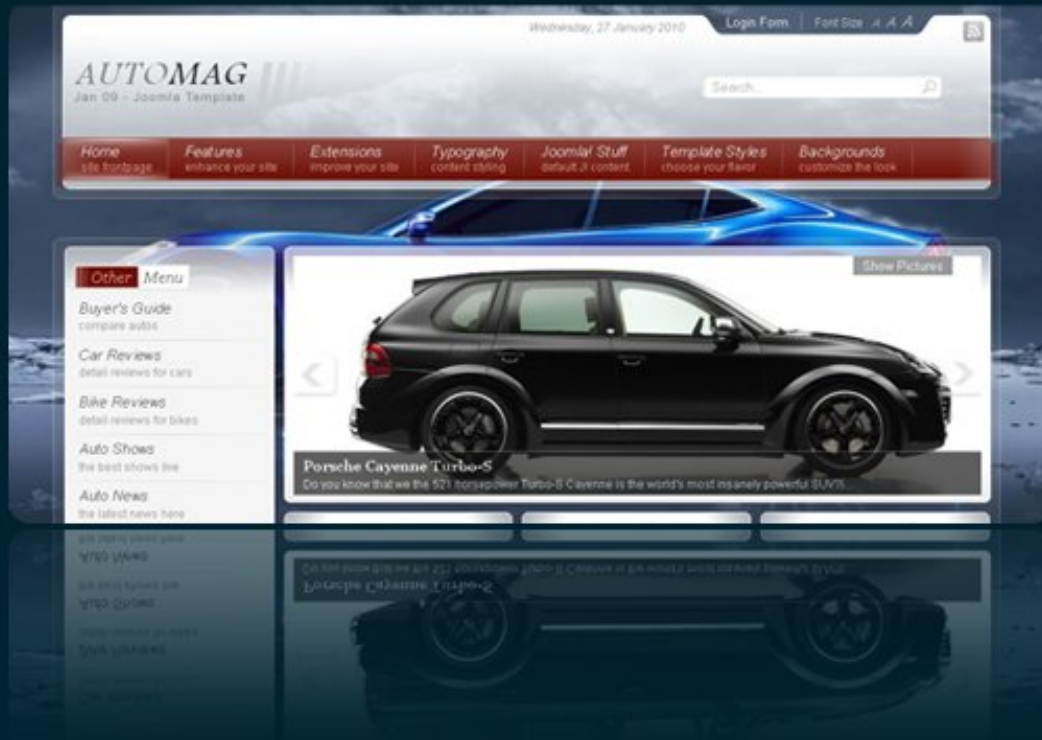 Wednesday, 27 January 2010
Login Form
Font Size A A A
AUTOMAG
Jan 09 - Joomla Template
Search...
Home
site frontpage
Features
enhance your site
Extensions
improve your site
Typography
content styling
Joomla! Stuff
default J! content
Template Styles
choose your flavor
Backgrounds
customize the look
Other Menu
Buyer's Guide
compare autos
Car Reviews
detail reviews for cars
Bike Reviews
detail reviews for bikes
Auto Shows
the best shows live
Auto News
the latest news here
Show Pictures
Porsche Cayenne Turbo-S
Do you know that we the 521 horsepower Turbo-S Cayenne is the world's most insanely powerful SUV?!